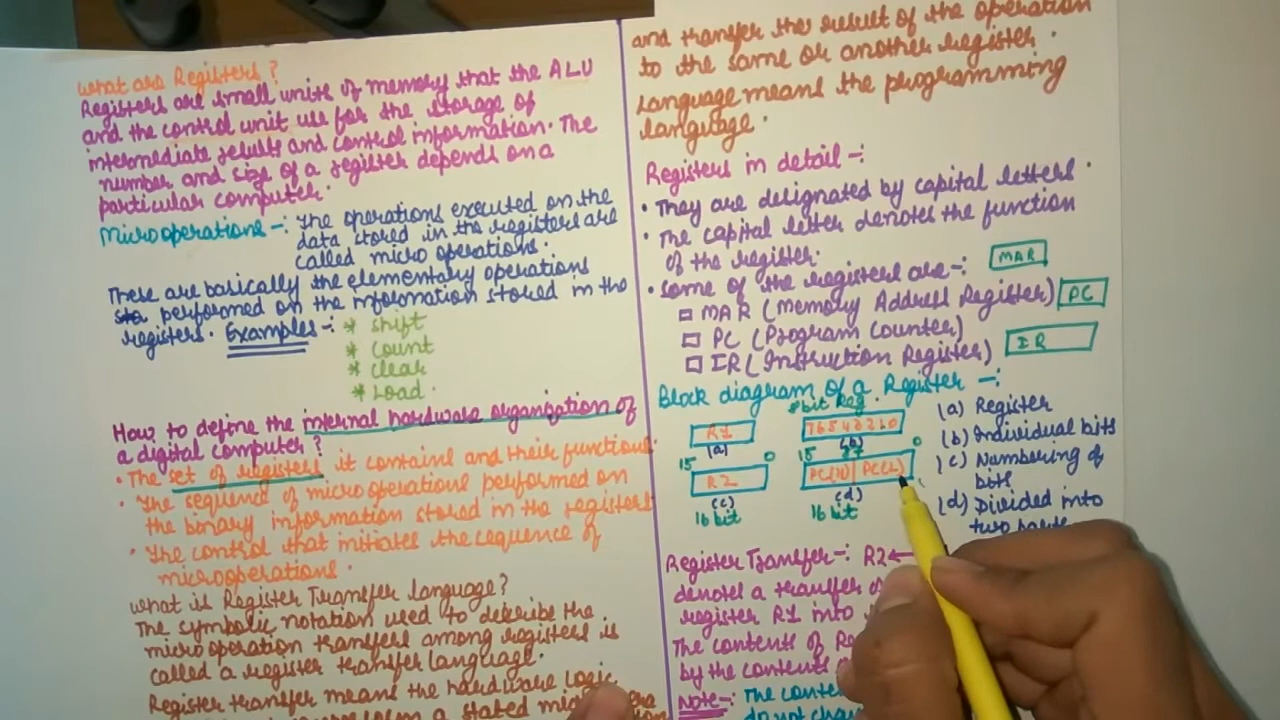 What are Registers?
Registers are small units of memory that the ALU
and the control unit use for the storage of
intermediate results and control information. The
number and size of a register depends on a
particular computer.
Microoperations -: The operations executed on the
data stored in the registers are
called micro operations.
These are basically the elementary operations
performed on the information stored in the
registers. Examples -: * Shift
* Count
* Clear
* Load.
How to define the internal hardware organization of
a digital computer?
• The set of registers it contains and their functions.
• The sequence of microoperations performed on
the binary information stored in the registers
• The control that initiates the sequence of
microoperations.
What is Register Transfer Language?
The symbolic notation used to describe the
microoperation transfers among registers is
called a register transfer language.
Register transfer means the hardware logic
a stated
and transfer the result of the operation
to the same or another register.
Language means the programming
language.
Registers in detail -:
• They are designated by capital letters.
• The capital letter denotes the function
of the register.
• Some of the registers are -:
MAR (Memory Address Register)
PC (Program Counter)
IR (Instruction Register)
MAR
PC
IR
Block diagram of a Register -:
R1
(a)
8 bit Reg.
76543210
(b)
15 0
R2
(c)
16 bit
15 87 0
PC(H) PC(L)
(d)
16 bit
(a) Register
(b) Individual bits
(c) Numbering of
bits
(d) Divided into
two parts
Register Transfer -: R2 ←
denotes a transfer
register R1 into
The contents of
by the contents
Note -: The
do not